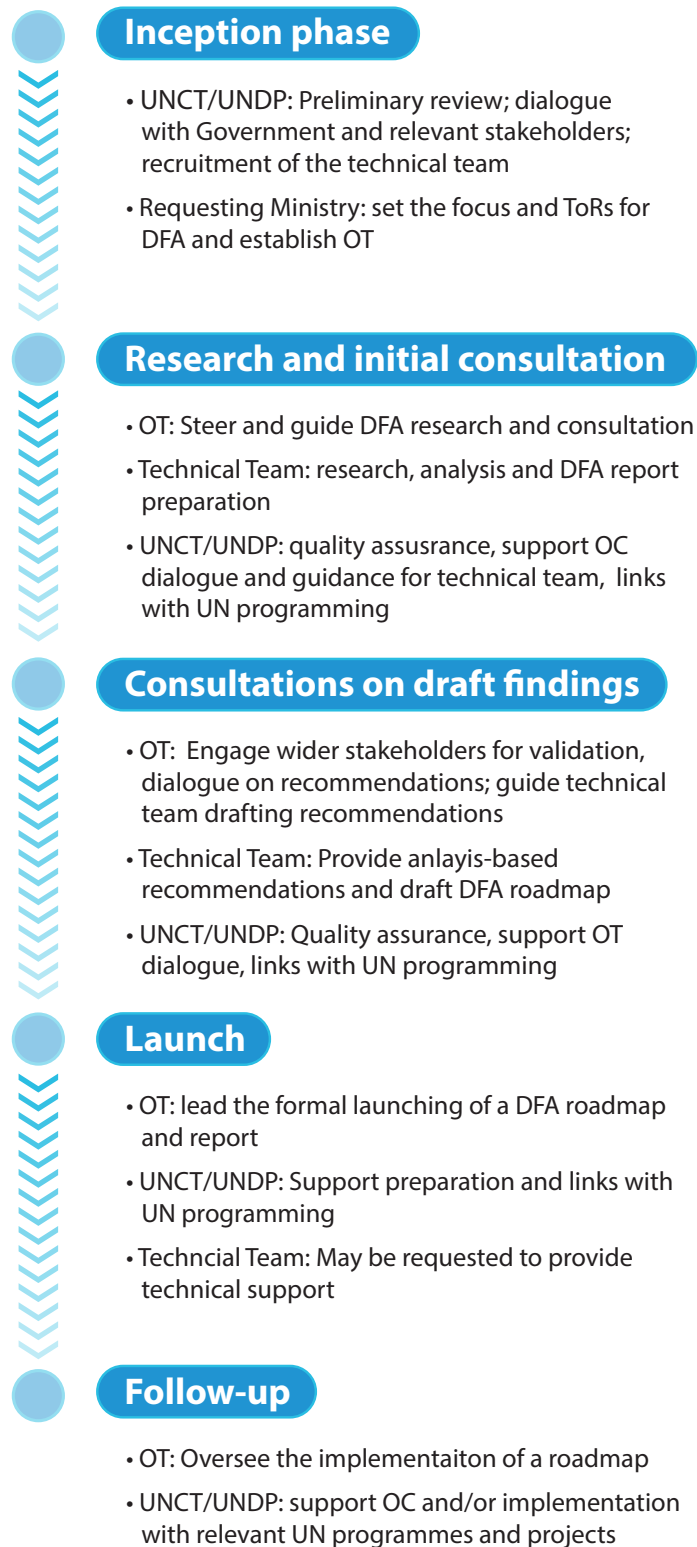 Inception phase
• UNCT/UNDP: Preliminary review; dialogue
with Government and relevant stakeholders;
recruitment of the technical team
• Requesting Ministry: set the focus and ToRs for
DFA and establish OT
Research and initial consultation
• OT: Steer and guide DFA research and consultation
• Technical Team: research, analysis and DFA report
preparation
• UNCT/UNDP: quality assusrance, support OC
dialogue and guidance for technical team, links
with UN programming
Consultations on draft findings
• OT: Engage wider stakeholders for validation,
dialogue on recommendations; guide technical
team drafting recommendations
• Technical Team: Provide anlayis-based
recommendations and draft DFA roadmap
• UNCT/UNDP: Quality assurance, support OT
dialogue, links with UN programming
Launch
• OT: lead the formal launching of a DFA roadmap
and report
• UNCT/UNDP: Support preparation and links with
UN programming
• Techncial Team: May be requested to provide
technical support
Follow-up
• OT: Oversee the implementaiton of a roadmap
• UNCT/UNDP: support OC and/or implementation
with relevant UN programmes and projects